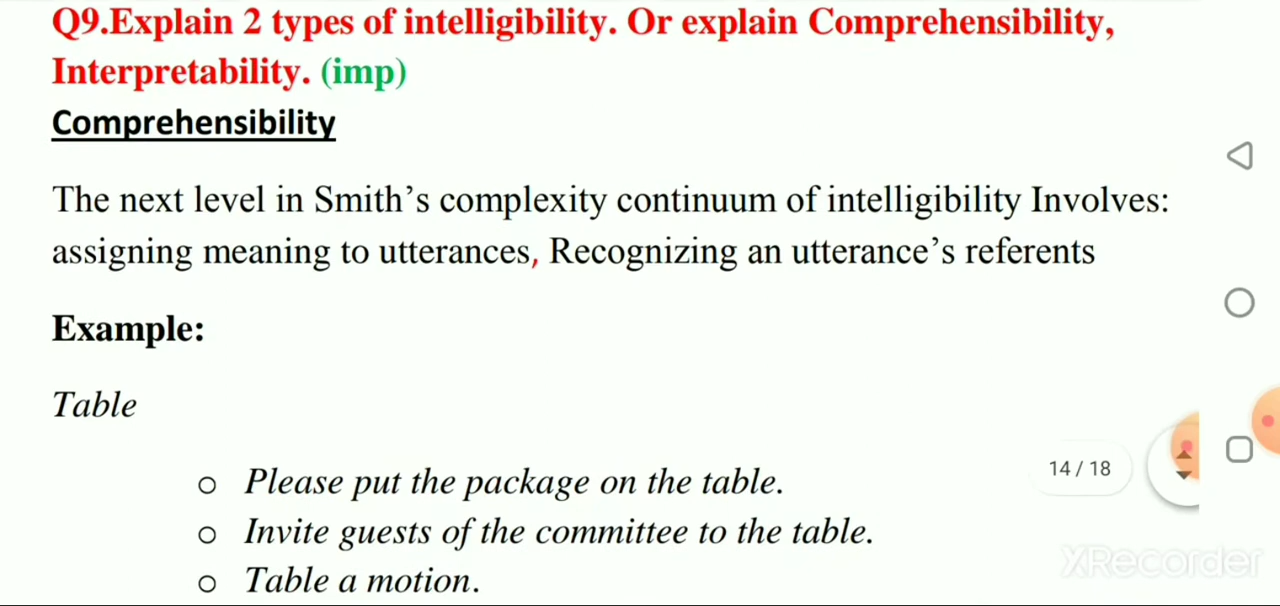 Q9.Explain 2 types of intelligibility. Or explain Comprehensibility,
Interpretability. (imp)
Comprehensibility
The next level in Smith’s complexity continuum of intelligibility Involves:
assigning meaning to utterances, Recognizing an utterance’s referents
Example:
Table
○ Please put the package on the table.
○ Invite guests of the committee to the table.
○ Table a motion.
14 / 18
XRecorder